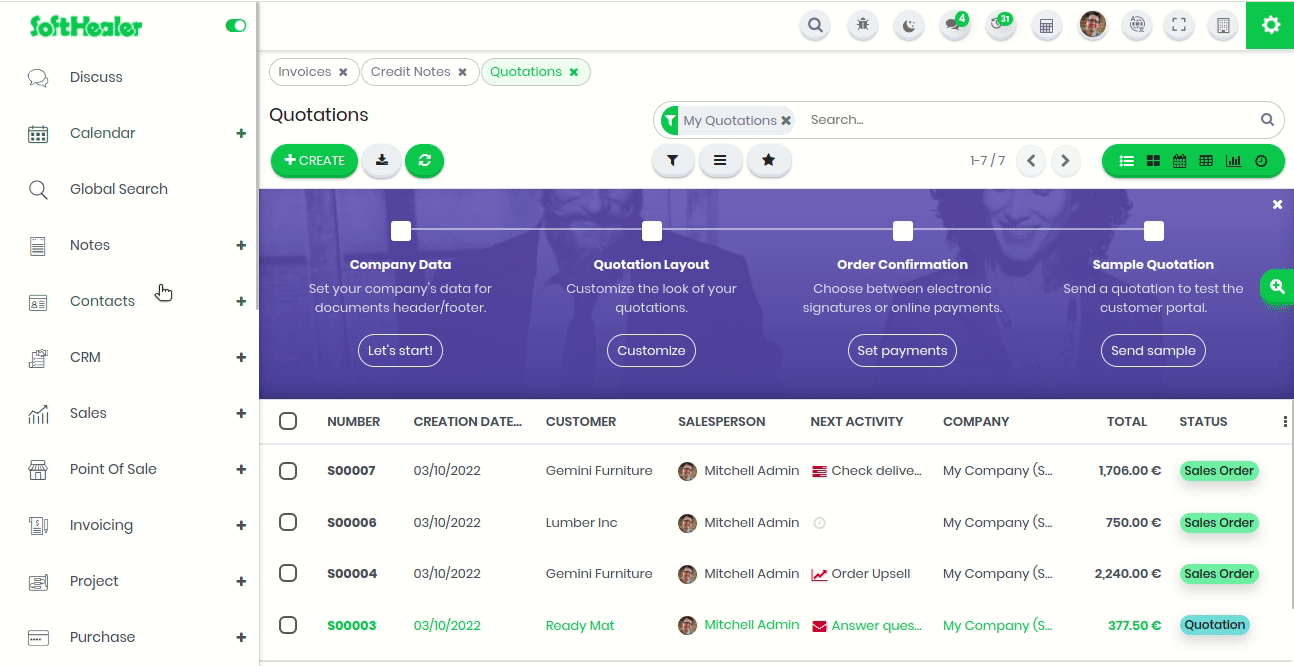 SoftHealer
4
31
Discuss
Calendar
Global Search
Notes
Contacts
CRM
Sales
Point Of Sale
Invoicing
Project
Purchase
Invoices
Credit Notes
Quotations
Quotations
My Quotations
Search...
CREATE
1-7 / 7
Company Data
Set your company's data for
documents header/footer.
Let's start!
Quotation Layout
Customize the look of your
quotations.
Customize
Order Confirmation
Choose between electronic
signatures or online payments.
Set payments
Sample Quotation
Send a quotation to test the
customer portal.
Send sample
NUMBER CREATION DATE... CUSTOMER SALESPERSON NEXT ACTIVITY COMPANY TOTAL STATUS
S00007 03/10/2022 Gemini Furniture Mitchell Admin Check delive... My Company (S... 1,706.00 € Sales Order
S00006 03/10/2022 Lumber Inc Mitchell Admin My Company (S... 750.00 € Sales Order
S00004 03/10/2022 Gemini Furniture Mitchell Admin Order Upsell My Company (S... 2,240.00 € Sales Order
S00003 03/10/2022 Ready Mat Mitchell Admin Answer ques... My Company (S... 377.50 € Quotation